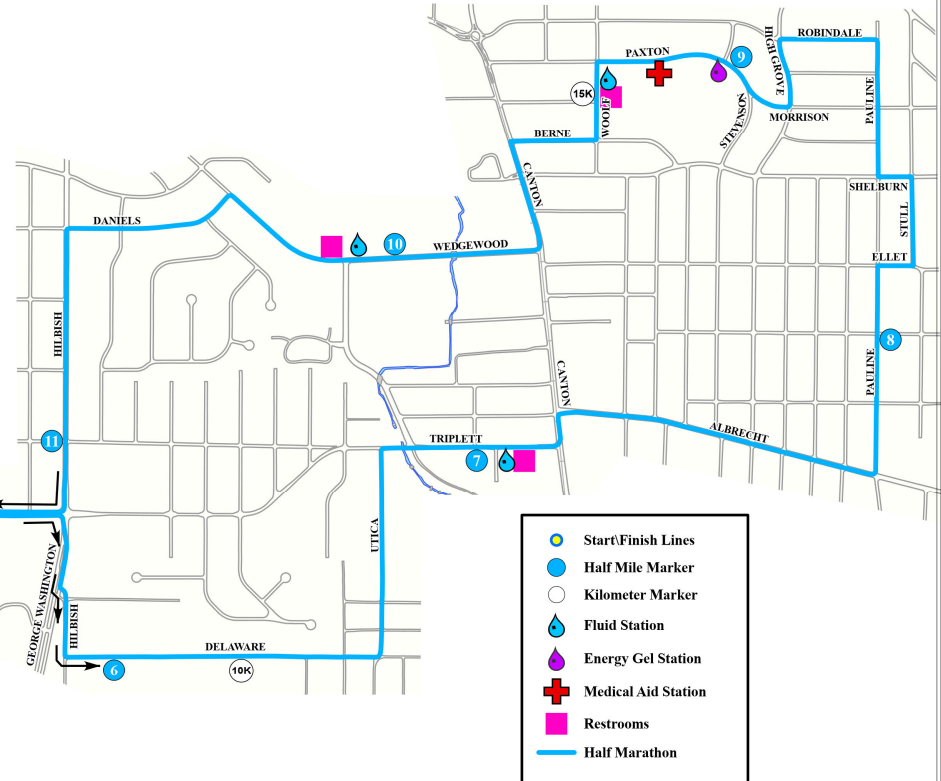 HIGH GROVE
ROBINDALE
PAXTON
9
15K
WOOLF
PAULINE
STEVENSON
MORRISON
BERNE
CANTON
SHELBURN
STULL
DANIELS
10
WEDGEWOOD
ELLET
HILBISH
8
CANTON
PAULINE
11
TRIPLETT
ALBRECHT
7
UTICA
GEORGE WASHINGTON
HILBISH
DELAWARE
6
10K
Start\Finish Lines
Half Mile Marker
Kilometer Marker
Fluid Station
Energy Gel Station
Medical Aid Station
Restrooms
Half Marathon